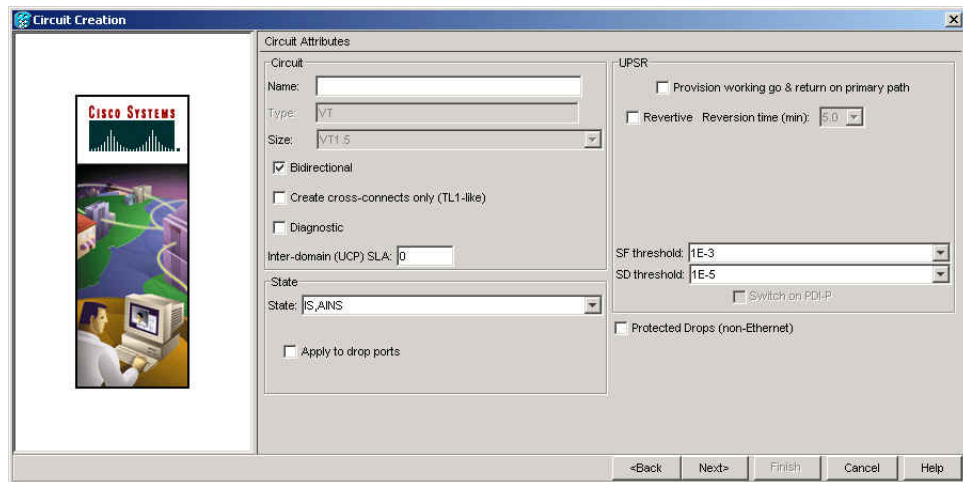 Circuit Creation
CISCO SYSTEMS
Circuit Attributes
Circuit
Name:
Type: VT
Size: VT1.5
Bidirectional
Create cross-connects only (TL1-like)
Diagnostic
Inter-domain (UCP) SLA: 0
State
State: IS,AINS
Apply to drop ports
UPSR
Provision working go & return on primary path
Revertive Reversion time (min): 5.0
SF threshold: 1E-3
SD threshold: 1E-5
Switch on PDI-P
Protected Drops (non-Ethernet)
<Back Next> Finish Cancel Help